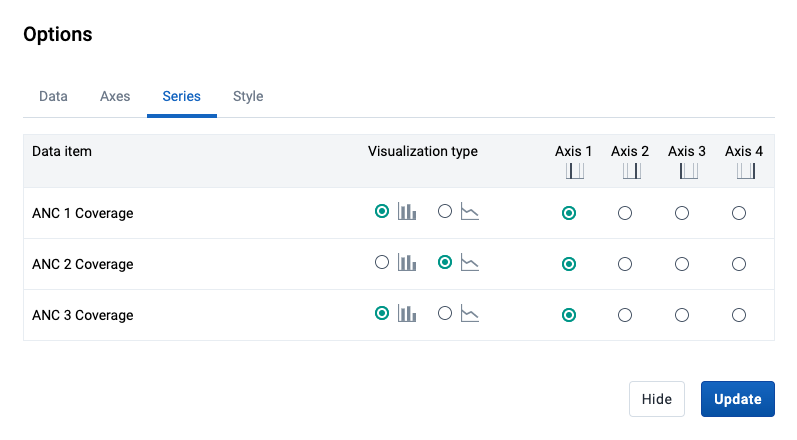 Options
Data Axes Series Style
Data item Visualization type Axis 1 Axis 2 Axis 3 Axis 4
ANC 1 Coverage
ANC 2 Coverage
ANC 3 Coverage
Hide Update